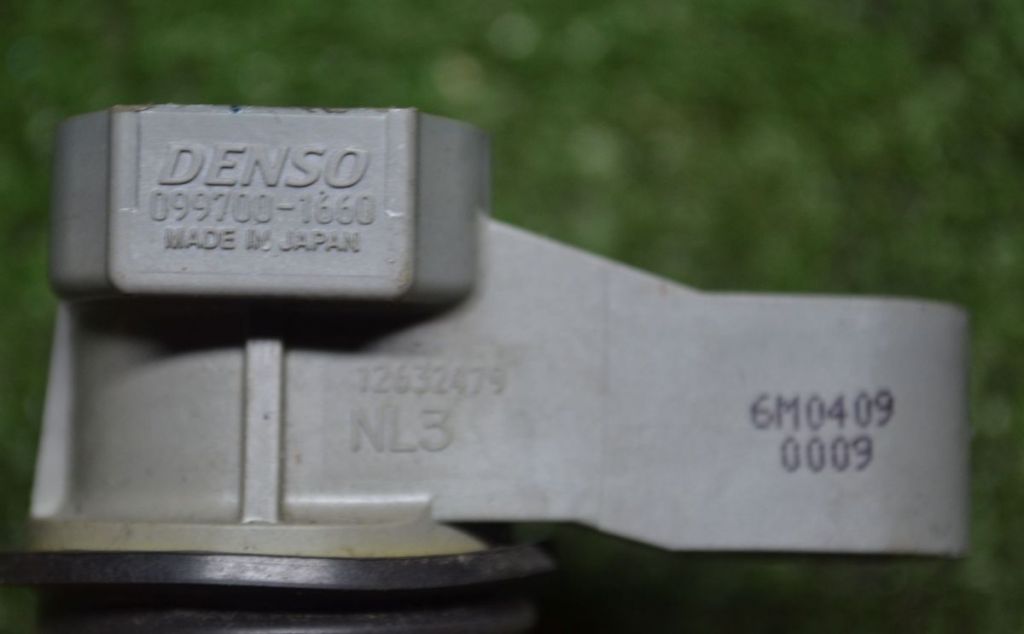 DENSO
099700-1660
MADE IN JAPAN
12632479
NL3
6M0409
0009